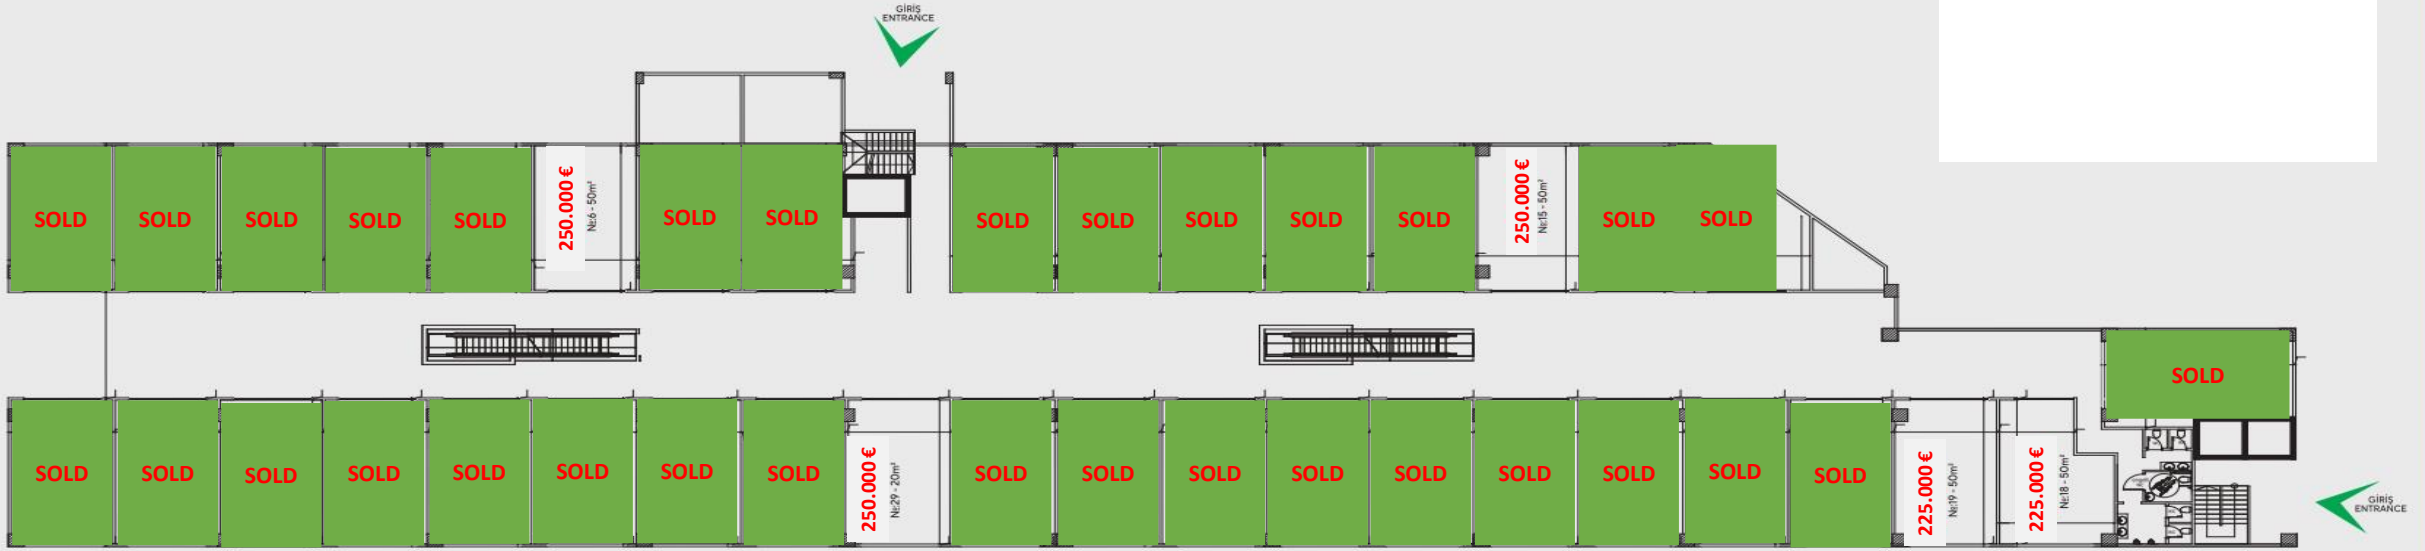 GİRİŞ
ENTRANCE
SOLD
SOLD
SOLD
SOLD
SOLD
250.000 €
№:6 - 50m²
SOLD
SOLD
SOLD
SOLD
SOLD
SOLD
SOLD
250.000 €
№:15 - 50m²
SOLD
SOLD
SOLD
SOLD
SOLD
SOLD
SOLD
SOLD
SOLD
SOLD
SOLD
250.000 €
№:29 - 20m²
SOLD
SOLD
SOLD
SOLD
SOLD
SOLD
SOLD
SOLD
SOLD
225.000 €
№:19 - 50m²
225.000 €
№:18 - 50m²
GİRİŞ
ENTRANCE